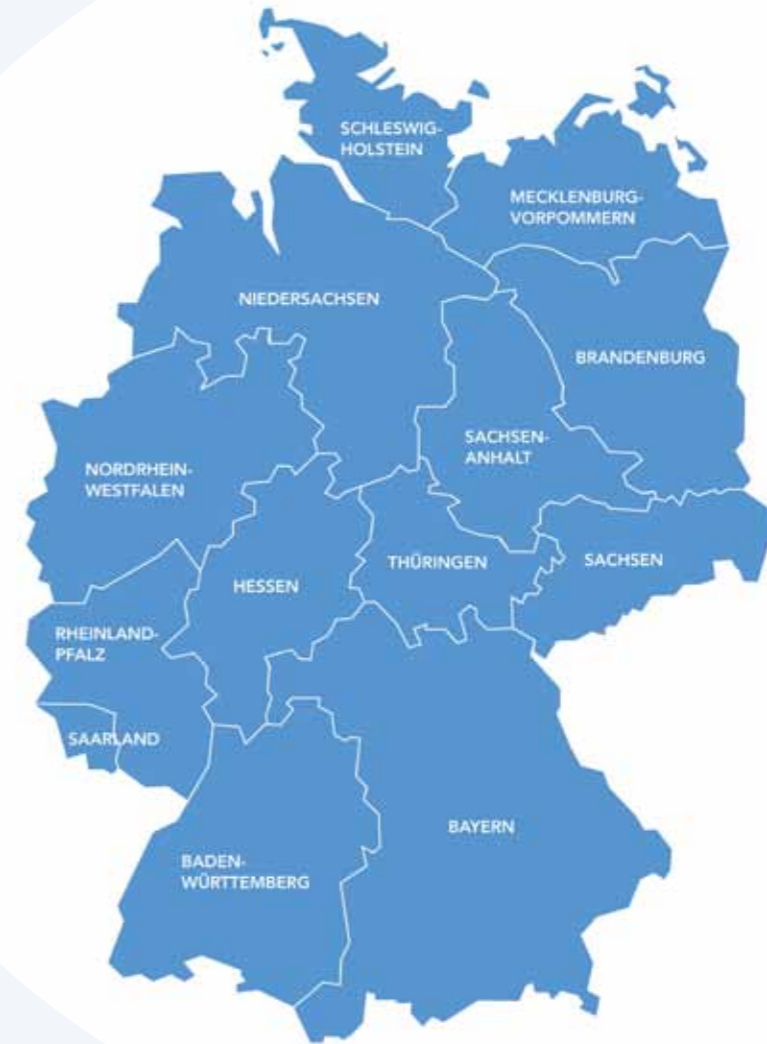 SCHLESWIG-
HOLSTEIN
MECKLENBURG-
VORPOMMERN
NIEDERSACHSEN
BRANDENBURG
SACHSEN-
ANHALT
NORDRHEIN-
WESTFALEN
THÜRINGEN
SACHSEN
HESSEN
RHEINLAND-
PFALZ
SAARLAND
BAYERN
BADEN-
WÜRTTEMBERG